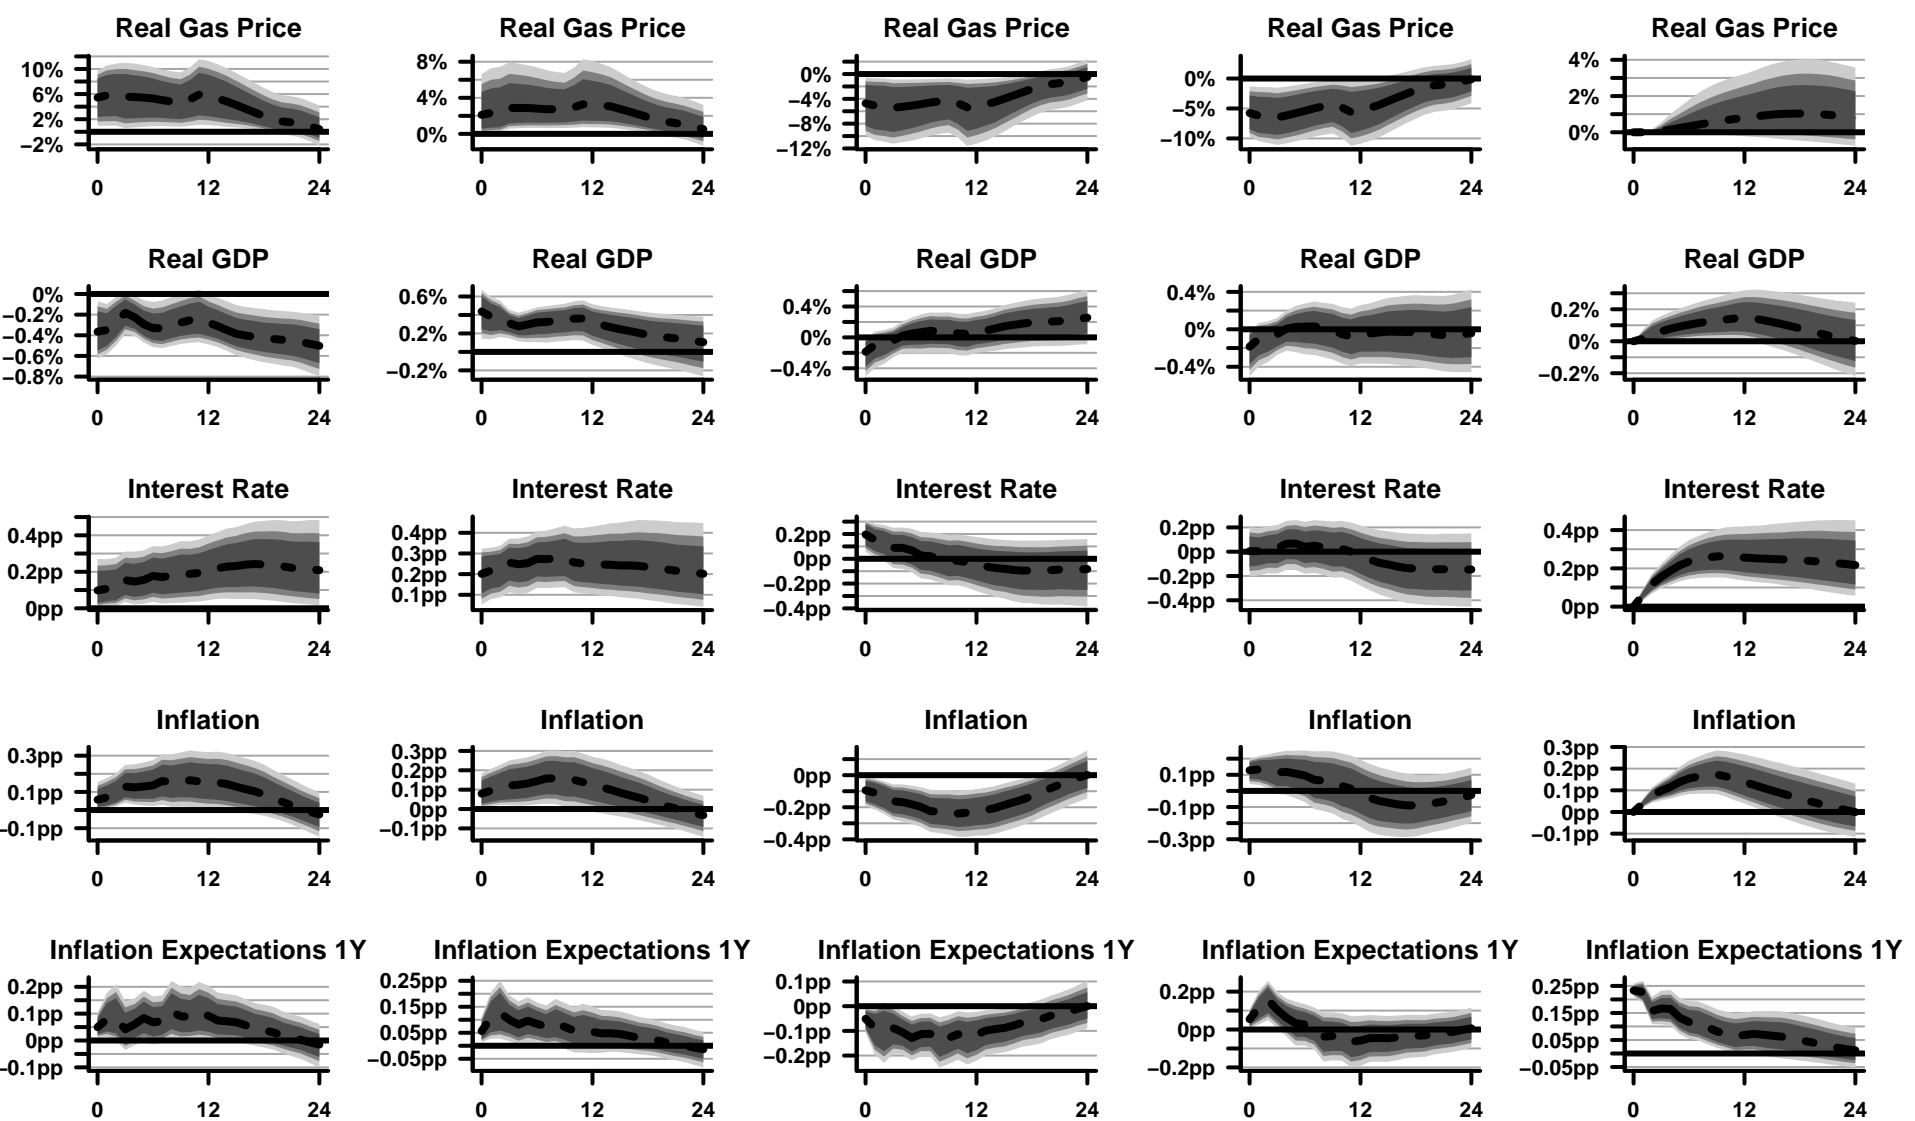 Real Gas Price Real Gas Price Real Gas Price Real Gas Price Real Gas Price
10% 6% 2% −2% 8% 4% 0% 0% −4% −8% −12% 0% −5% −10% 4% 2% 0%
0 12 24 0 12 24 0 12 24 0 12 24 0 12 24
Real GDP Real GDP Real GDP Real GDP Real GDP
0% −0.2% −0.4% −0.6% −0.8% 0.6% 0.2% −0.2% 0.4% 0% −0.4% 0.4% 0% −0.4% 0.2% 0% −0.2%
0 12 24 0 12 24 0 12 24 0 12 24 0 12 24
Interest Rate Interest Rate Interest Rate Interest Rate Interest Rate
0.4pp 0.2pp 0pp 0.4pp 0.3pp 0.2pp 0.1pp 0.2pp 0pp −0.2pp −0.4pp 0.2pp 0pp −0.2pp −0.4pp 0.4pp 0.2pp 0pp
0 12 24 0 12 24 0 12 24 0 12 24 0 12 24
Inflation Inflation Inflation Inflation Inflation
0.3pp 0.1pp −0.1pp 0.3pp 0.2pp 0.1pp 0pp −0.1pp 0pp −0.2pp −0.4pp 0.1pp −0.1pp −0.3pp 0.3pp 0.2pp 0.1pp 0pp −0.1pp
0 12 24 0 12 24 0 12 24 0 12 24 0 12 24
Inflation Expectations 1Y Inflation Expectations 1Y Inflation Expectations 1Y Inflation Expectations 1Y Inflation Expectations 1Y
0.2pp 0.1pp 0pp −0.1pp 0.25pp 0.15pp 0.05pp −0.05pp 0.1pp 0pp −0.1pp −0.2pp 0.2pp 0pp −0.2pp 0.25pp 0.15pp 0.05pp −0.05pp
0 12 24 0 12 24 0 12 24 0 12 24 0 12 24